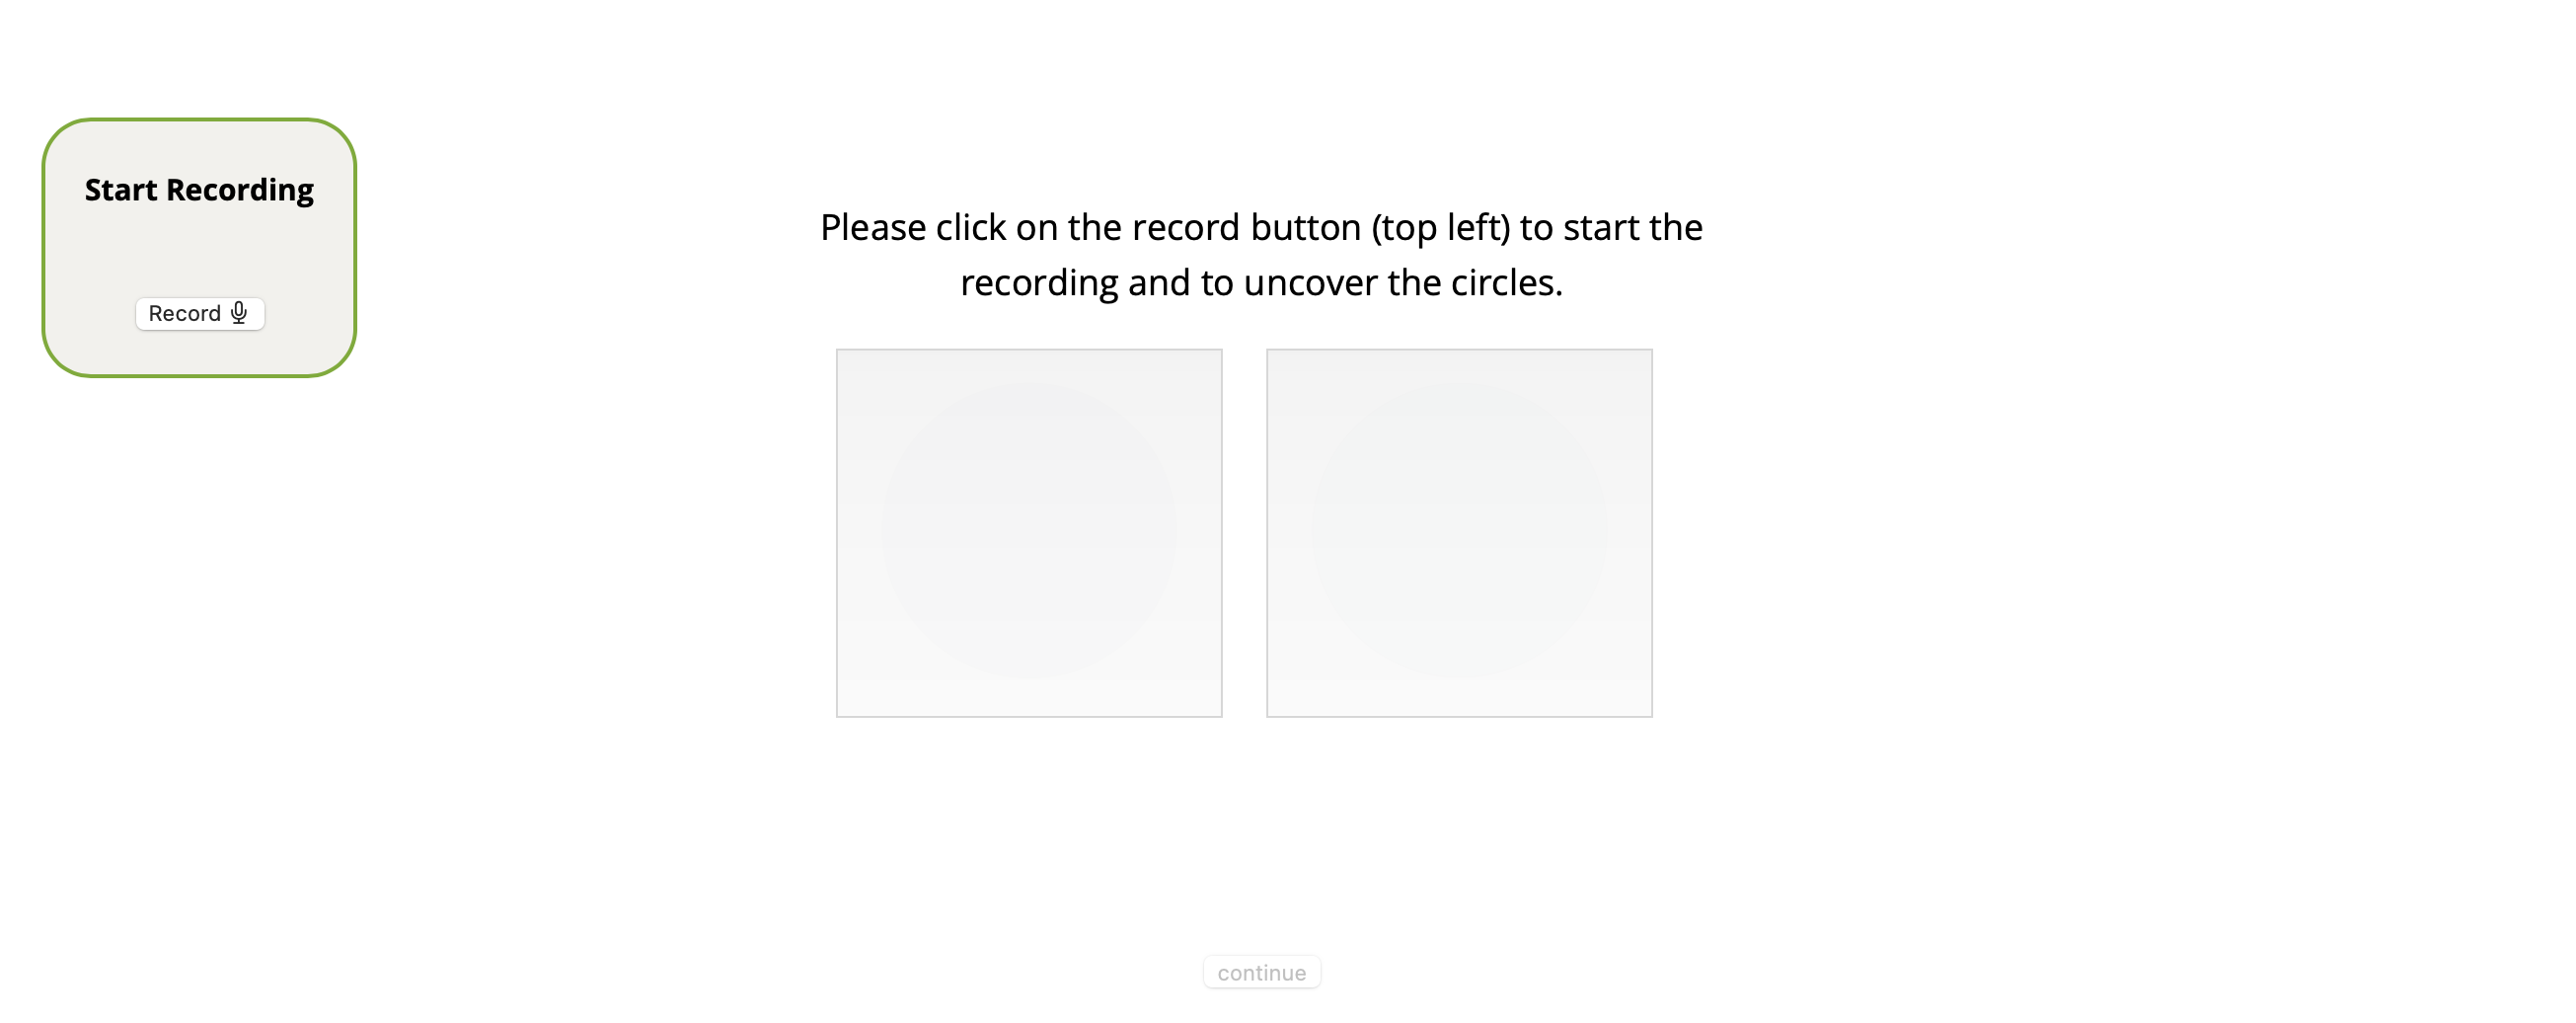 Start Recording
Record
Please click on the record button (top left) to start the
recording and to uncover the circles.
continue